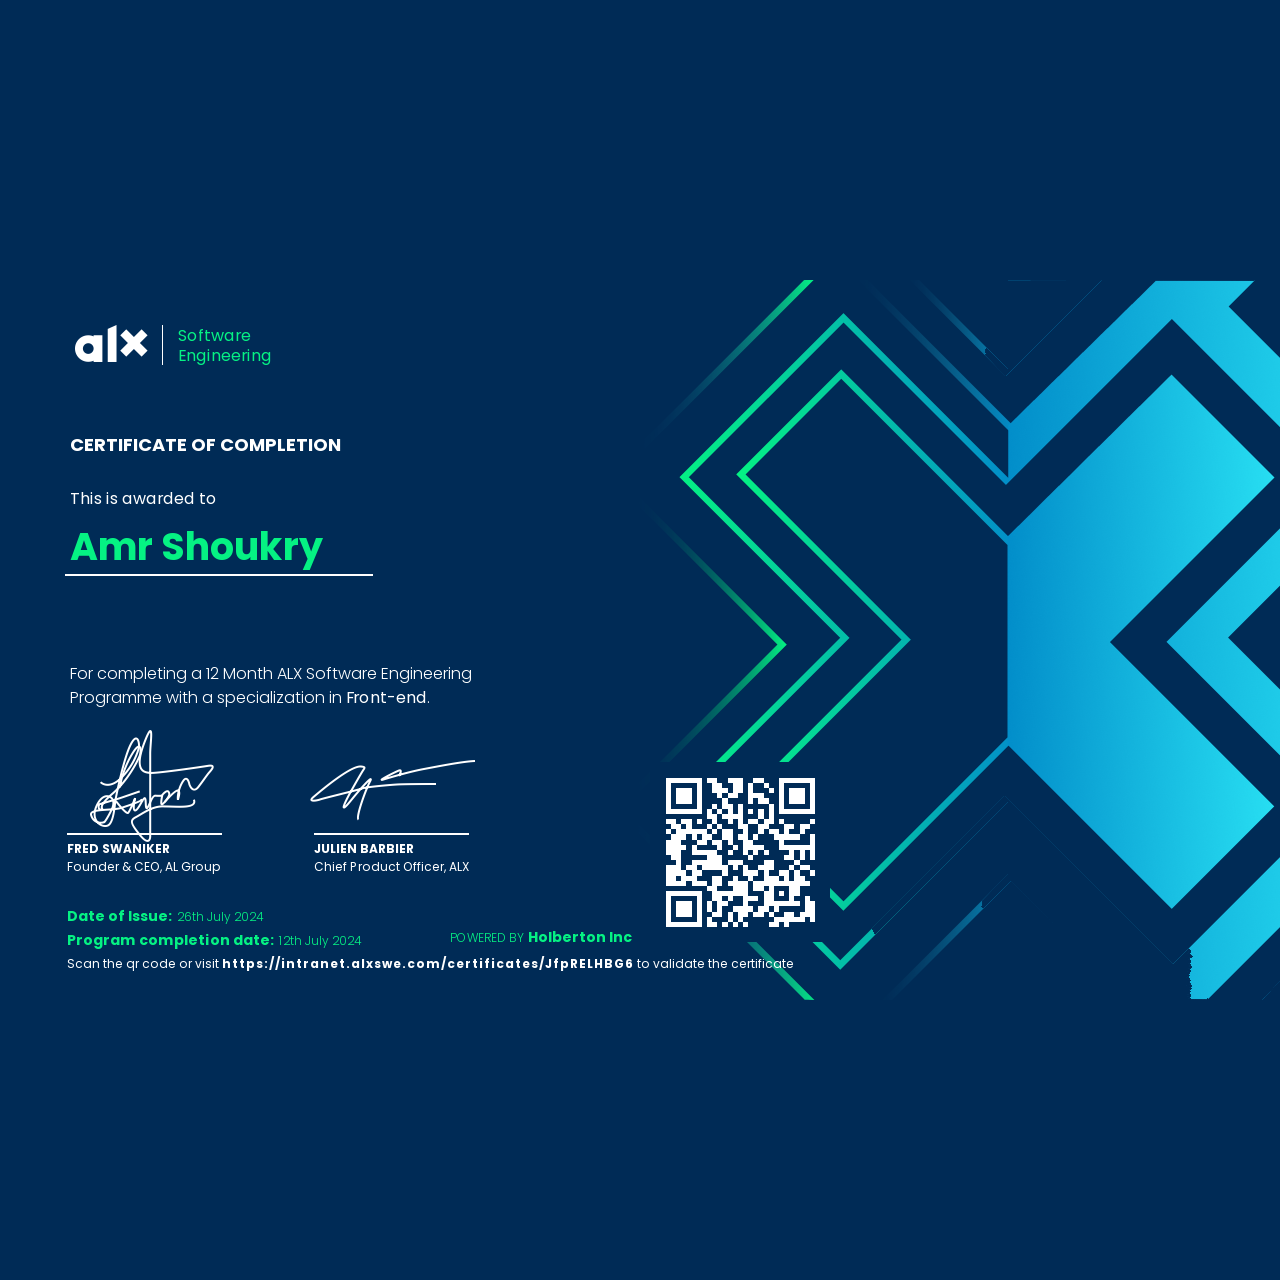 alx
Software
Engineering
CERTIFICATE OF COMPLETION
This is awarded to
Amr Shoukry
For completing a 12 Month ALX Software Engineering
Programme with a specialization in Front-end.
FRED SWANIKER
Founder & CEO, AL Group
JULIEN BARBIER
Chief Product Officer, ALX
Date of Issue: 26th July 2024
Program completion date: 12th July 2024
POWERED BY Holberton Inc
Scan the qr code or visit https://intranet.alxswe.com/certificates/JfpRELHBG6 to validate the certificate